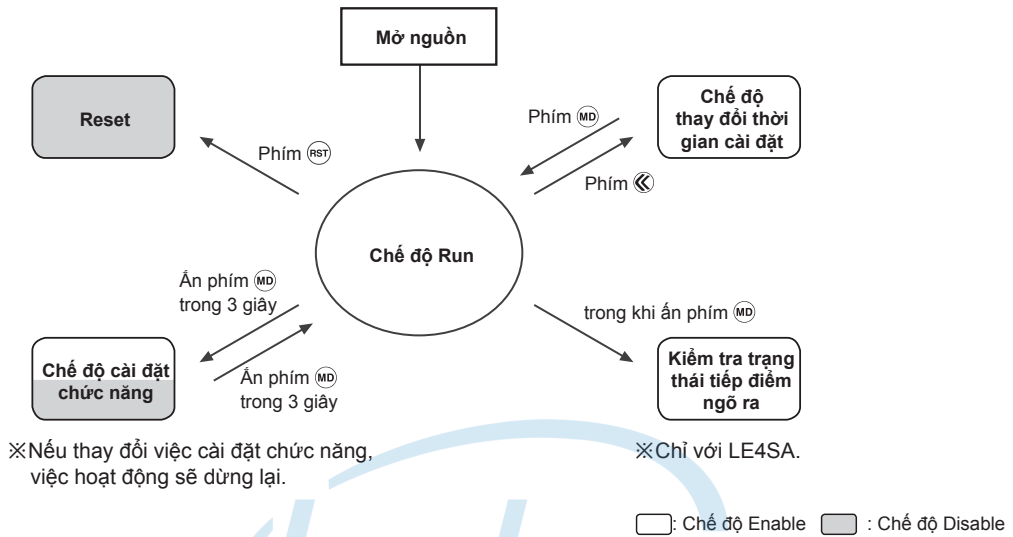 Mở nguồn
Reset
Chế độ
thay đổi thời
gian cài đặt
Phím MD
Phím RST
Phím
Chế độ Run
Ấn phím MD
trong 3 giây
trong khi ấn phím MD
Chế độ cài đặt
chức năng
Ấn phím MD
trong 3 giây
Kiểm tra trạng
thái tiếp điểm
ngõ ra
※Nếu thay đổi việc cài đặt chức năng,
việc hoạt động sẽ dừng lại.
※Chỉ với LE4SA.
: Chế độ Enable : Chế độ Disable